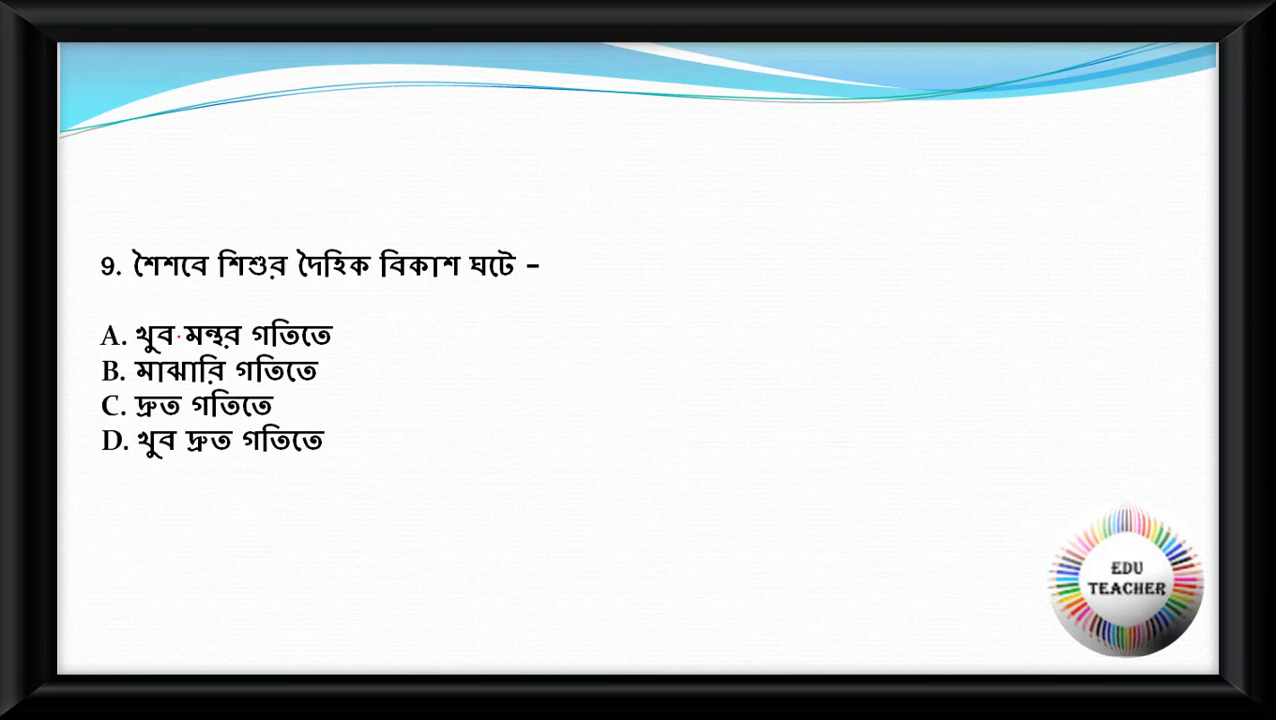 9. শৈশবে শিশুর দৈহিক বিকাশ ঘটে –
A. খুব মন্থর গতিতে
B. মাঝারি গতিতে
C. দ্রুত গতিতে
D. খুব দ্রুত গতিতে
EDU
TEACHER